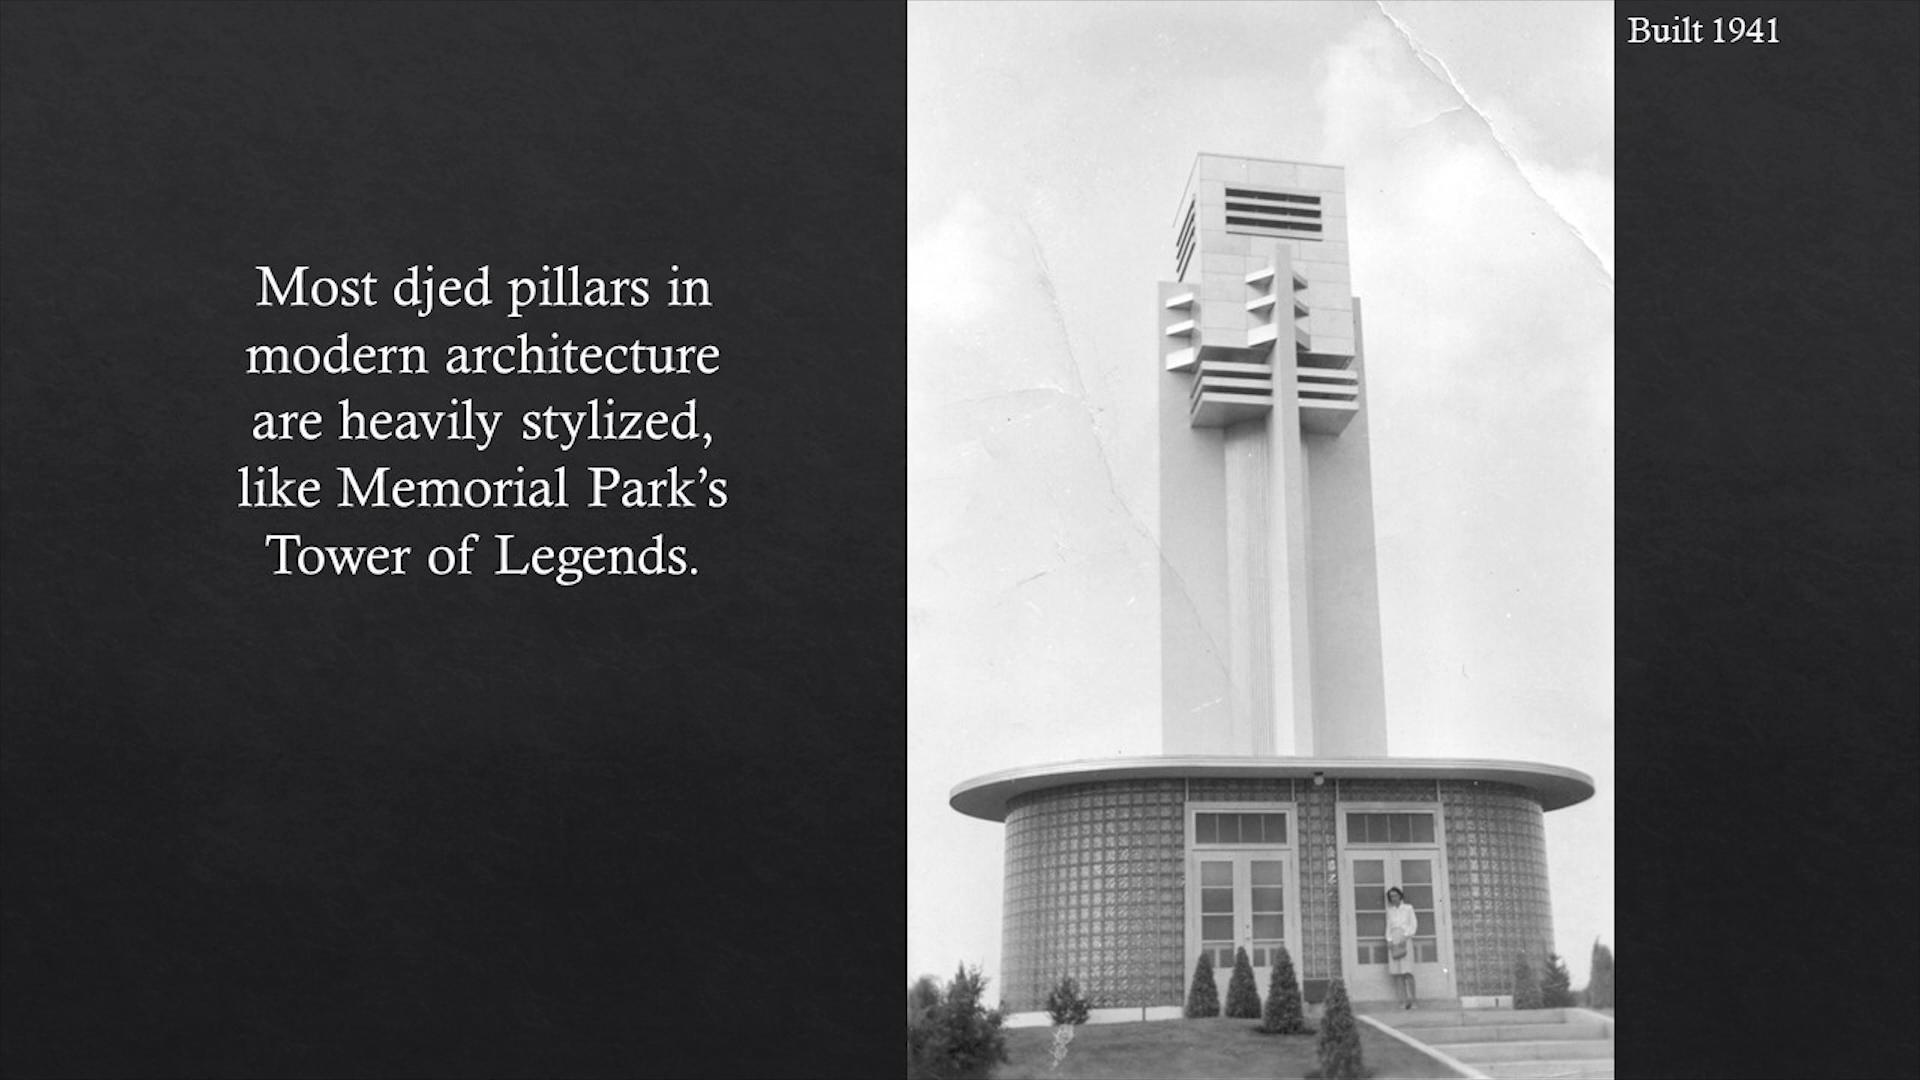 Most djed pillars in
modern architecture
are heavily stylized,
like Memorial Park’s
Tower of Legends.
Built 1941